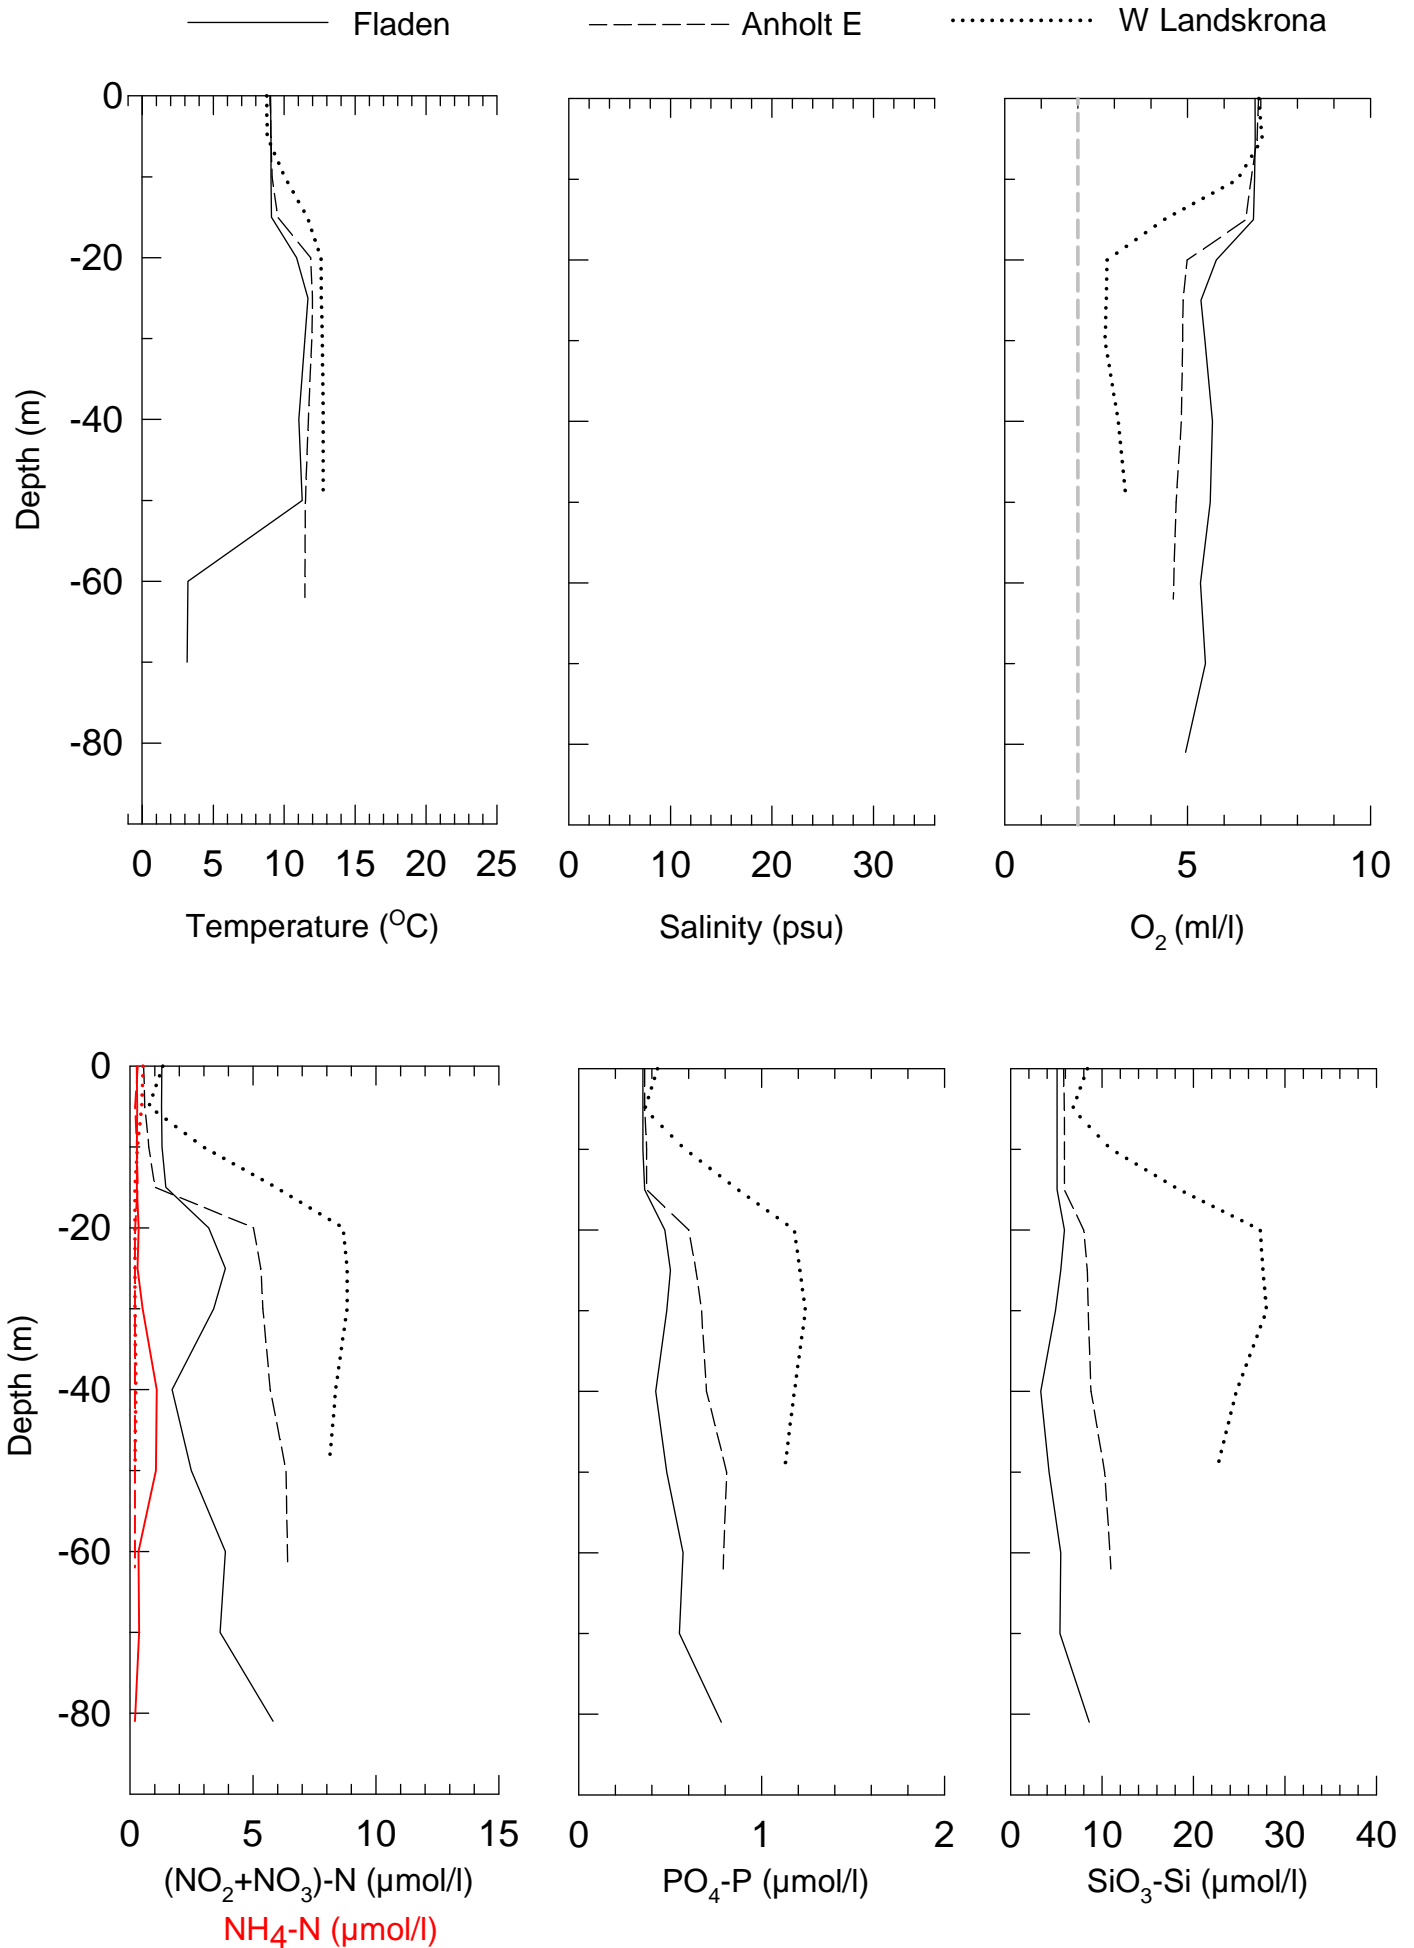 Fladen Anholt E W Landskrona
0
-20
-40
-60
-80
Depth (m)
0 5 10 15 20 25
Temperature (OC)
0 10 20 30
Salinity (psu)
0 5 10
O2 (ml/l)
0
-20
-40
-60
-80
Depth (m)
0 5 10 15
(NO2+NO3)-N (µmol/l)
NH4-N (µmol/l)
0 1 2
PO4-P (µmol/l)
0 10 20 30 40
SiO3-Si (µmol/l)